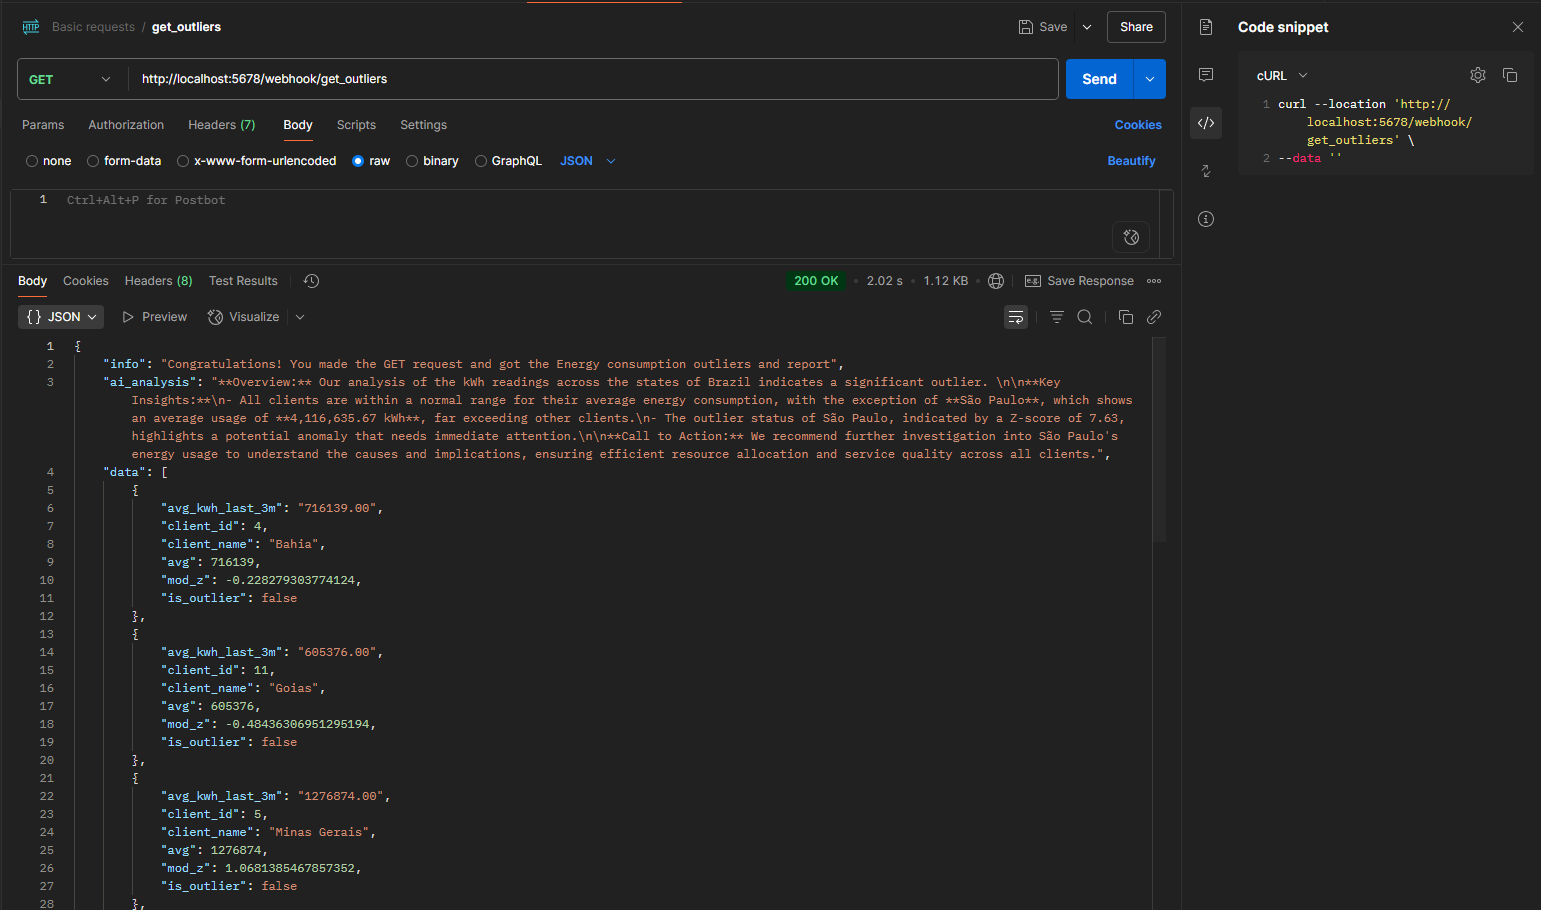 HTTP Basic requests / get_outliers Save Share
GET http://localhost:5678/webhook/get_outliers Send
Params Authorization Headers (7) Body Scripts Settings Cookies
none form-data x-www-form-urlencoded raw binary GraphQL JSON Beautify
1 Ctrl+Alt+P for Postbot
Body Cookies Headers (8) Test Results 200 OK 2.02 s 1.12 KB e.g. Save Response
{} JSON Preview Visualize
1 {
2 "info": "Congratulations! You made the GET request and got the Energy consumption outliers and report",
3 "ai_analysis": "**Overview:** Our analysis of the kWh readings across the states of Brazil indicates a significant outlier. \n\n**Key
Insights:**\n- All clients are within a normal range for their average energy consumption, with the exception of **São Paulo**, which shows
an average usage of **4,116,635.67 kWh**, far exceeding other clients.\n- The outlier status of São Paulo, indicated by a Z-score of 7.63,
highlights a potential anomaly that needs immediate attention.\n\n**Call to Action:** We recommend further investigation into São Paulo's
energy usage to understand the causes and implications, ensuring efficient resource allocation and service quality across all clients.",
4 "data": [
5 {
6 "avg_kwh_last_3m": "716139.00",
7 "client_id": 4,
8 "client_name": "Bahia",
9 "avg": 716139,
10 "mod_z": -0.228279303774124,
11 "is_outlier": false
12 },
13 {
14 "avg_kwh_last_3m": "605376.00",
15 "client_id": 11,
16 "client_name": "Goias",
17 "avg": 605376,
18 "mod_z": -0.48436306951295194,
19 "is_outlier": false
20 },
21 {
22 "avg_kwh_last_3m": "1276874.00",
23 "client_id": 5,
24 "client_name": "Minas Gerais",
25 "avg": 1276874,
26 "mod_z": 1.0681385467857352,
27 "is_outlier": false
28 },
Code snippet
cURL
1 curl --location 'http://
localhost:5678/webhook/
get_outliers' \
2 --data ''